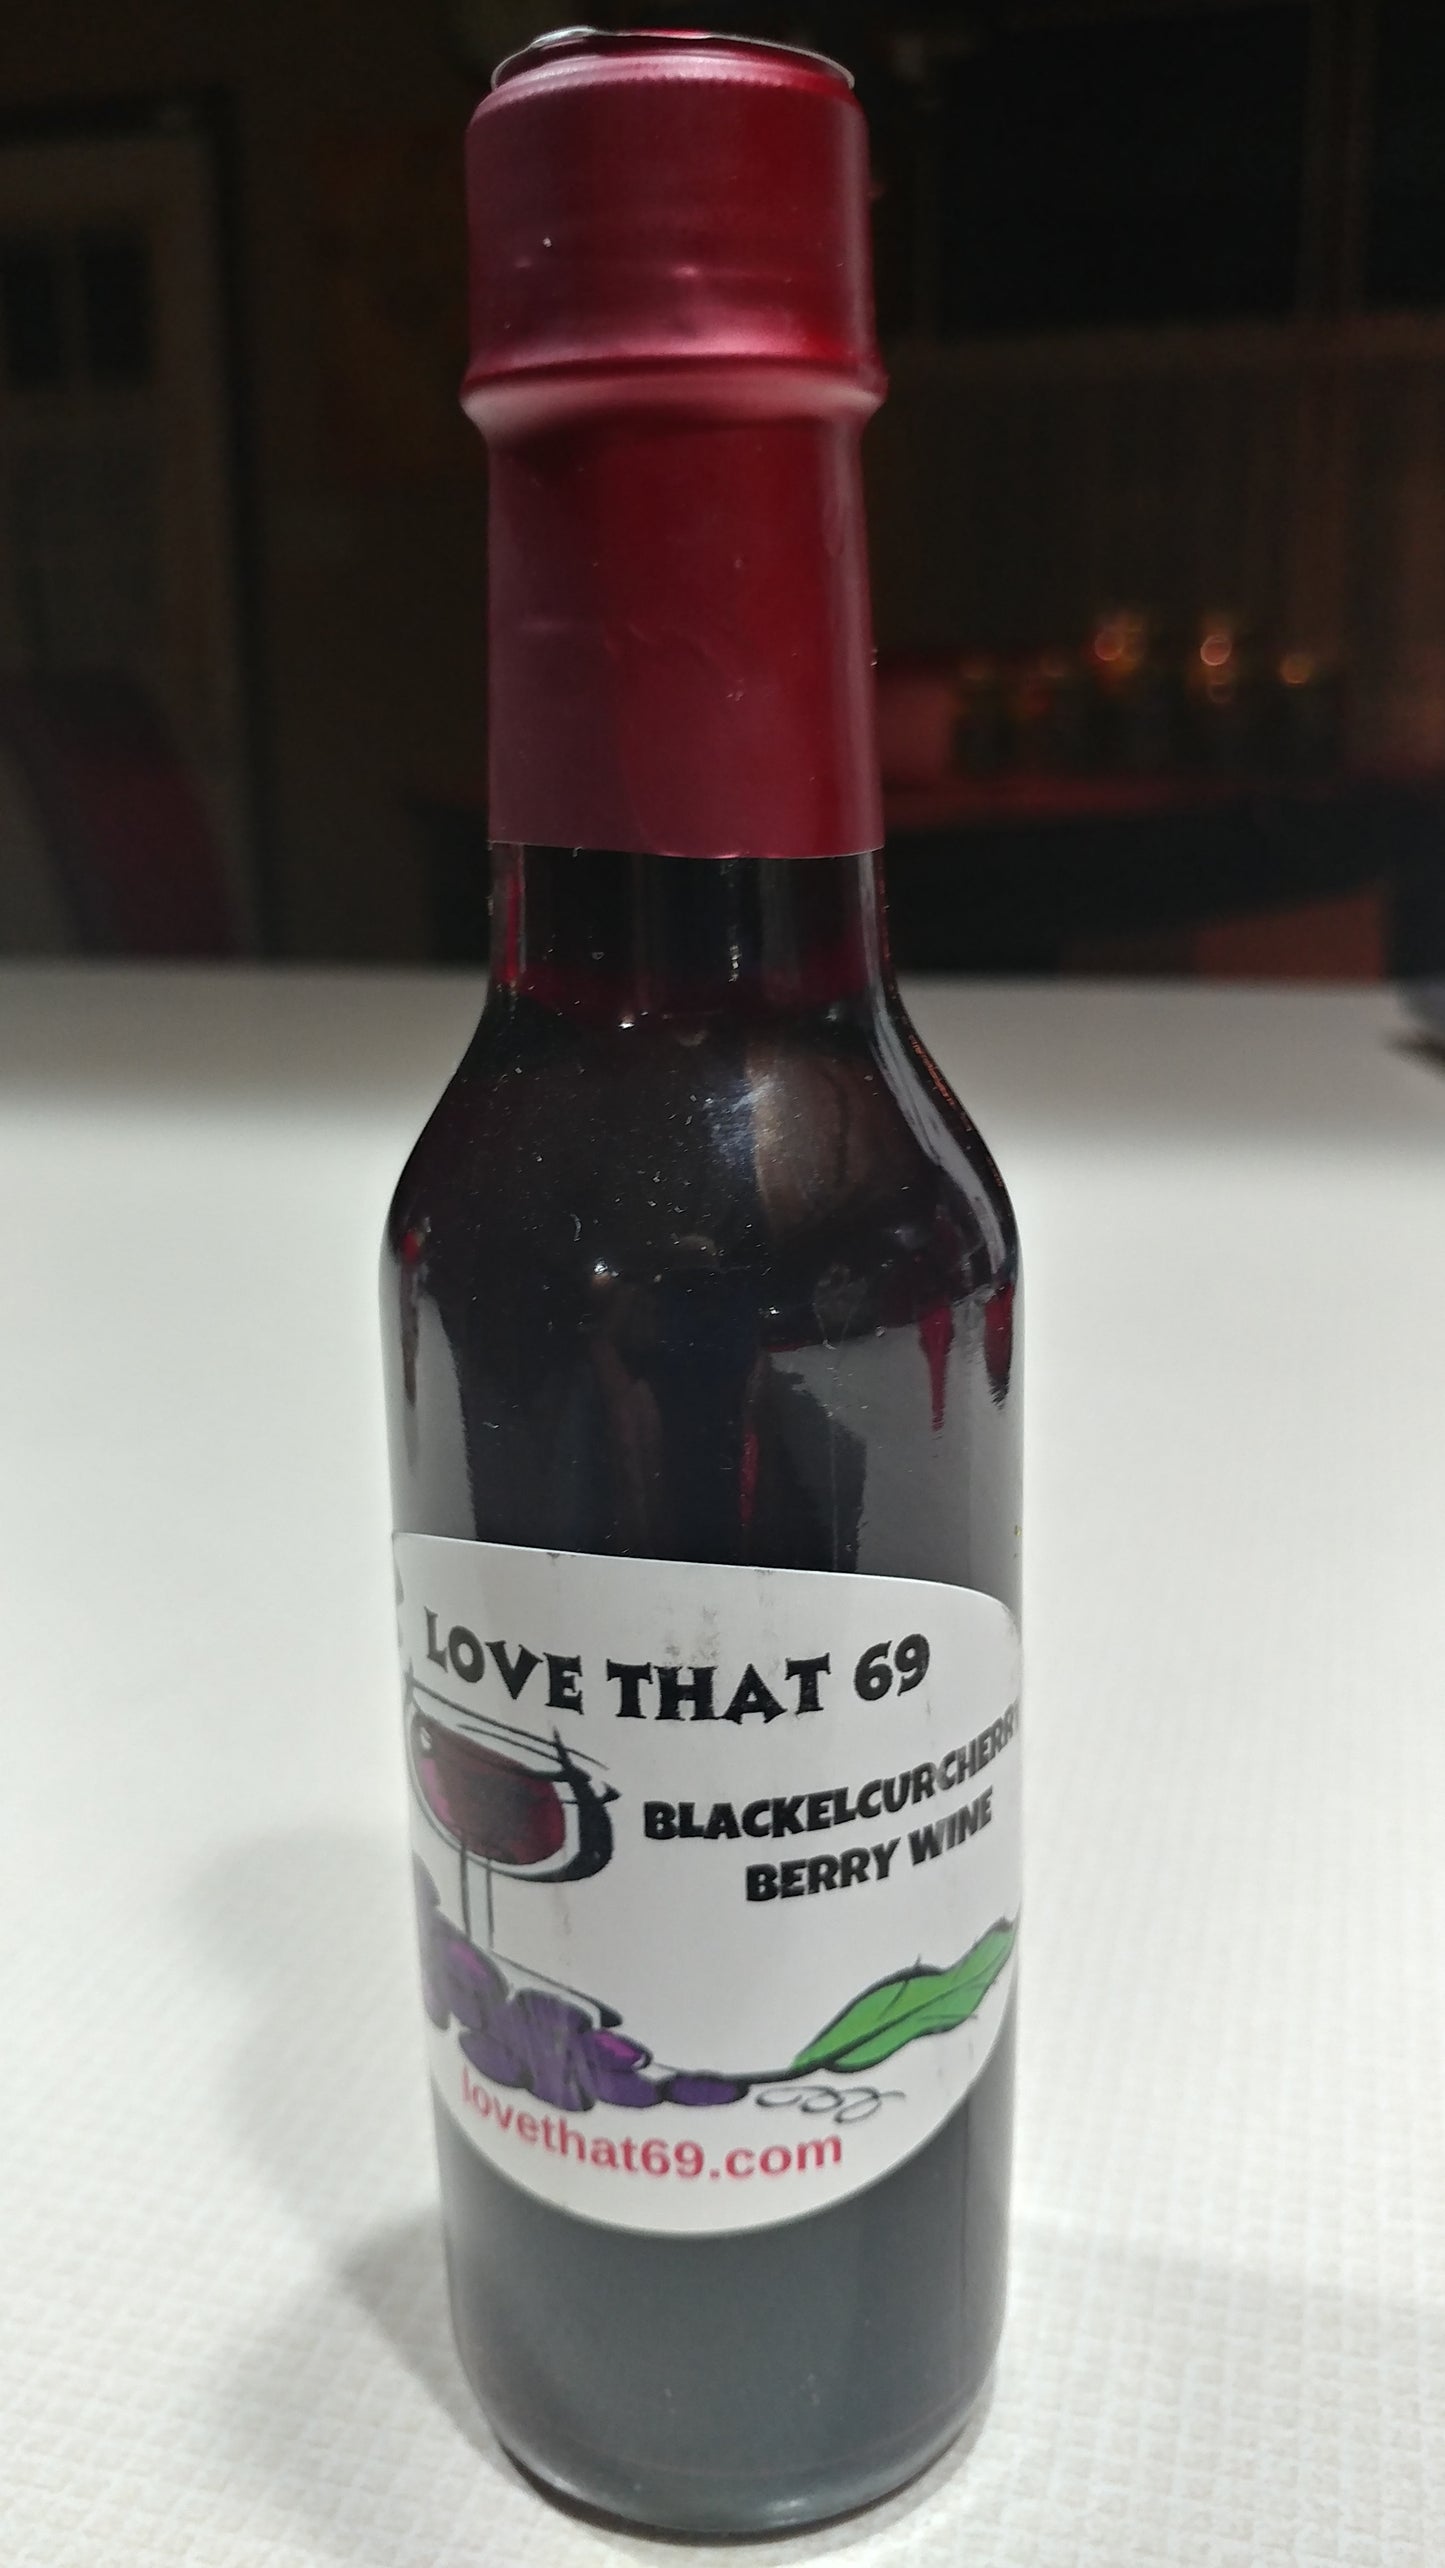 LOVE THAT 69
BLACKELCURCHERRY
BERRY WINE
lovethat69.com